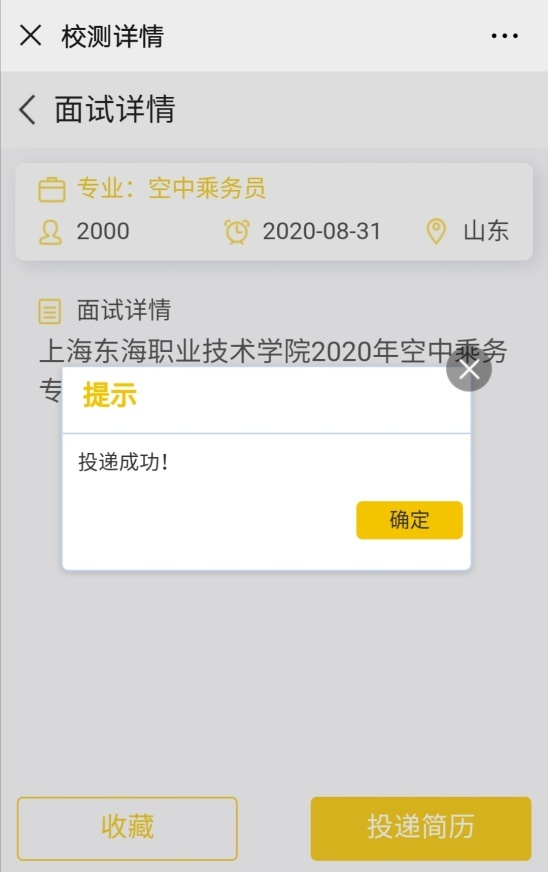 校测详情
面试详情
专业：空中乘务员
2000 2020-08-31 山东
面试详情
上海东海职业技术学院2020年空中乘务
专
提示
投递成功！
确定
收藏 投递简历